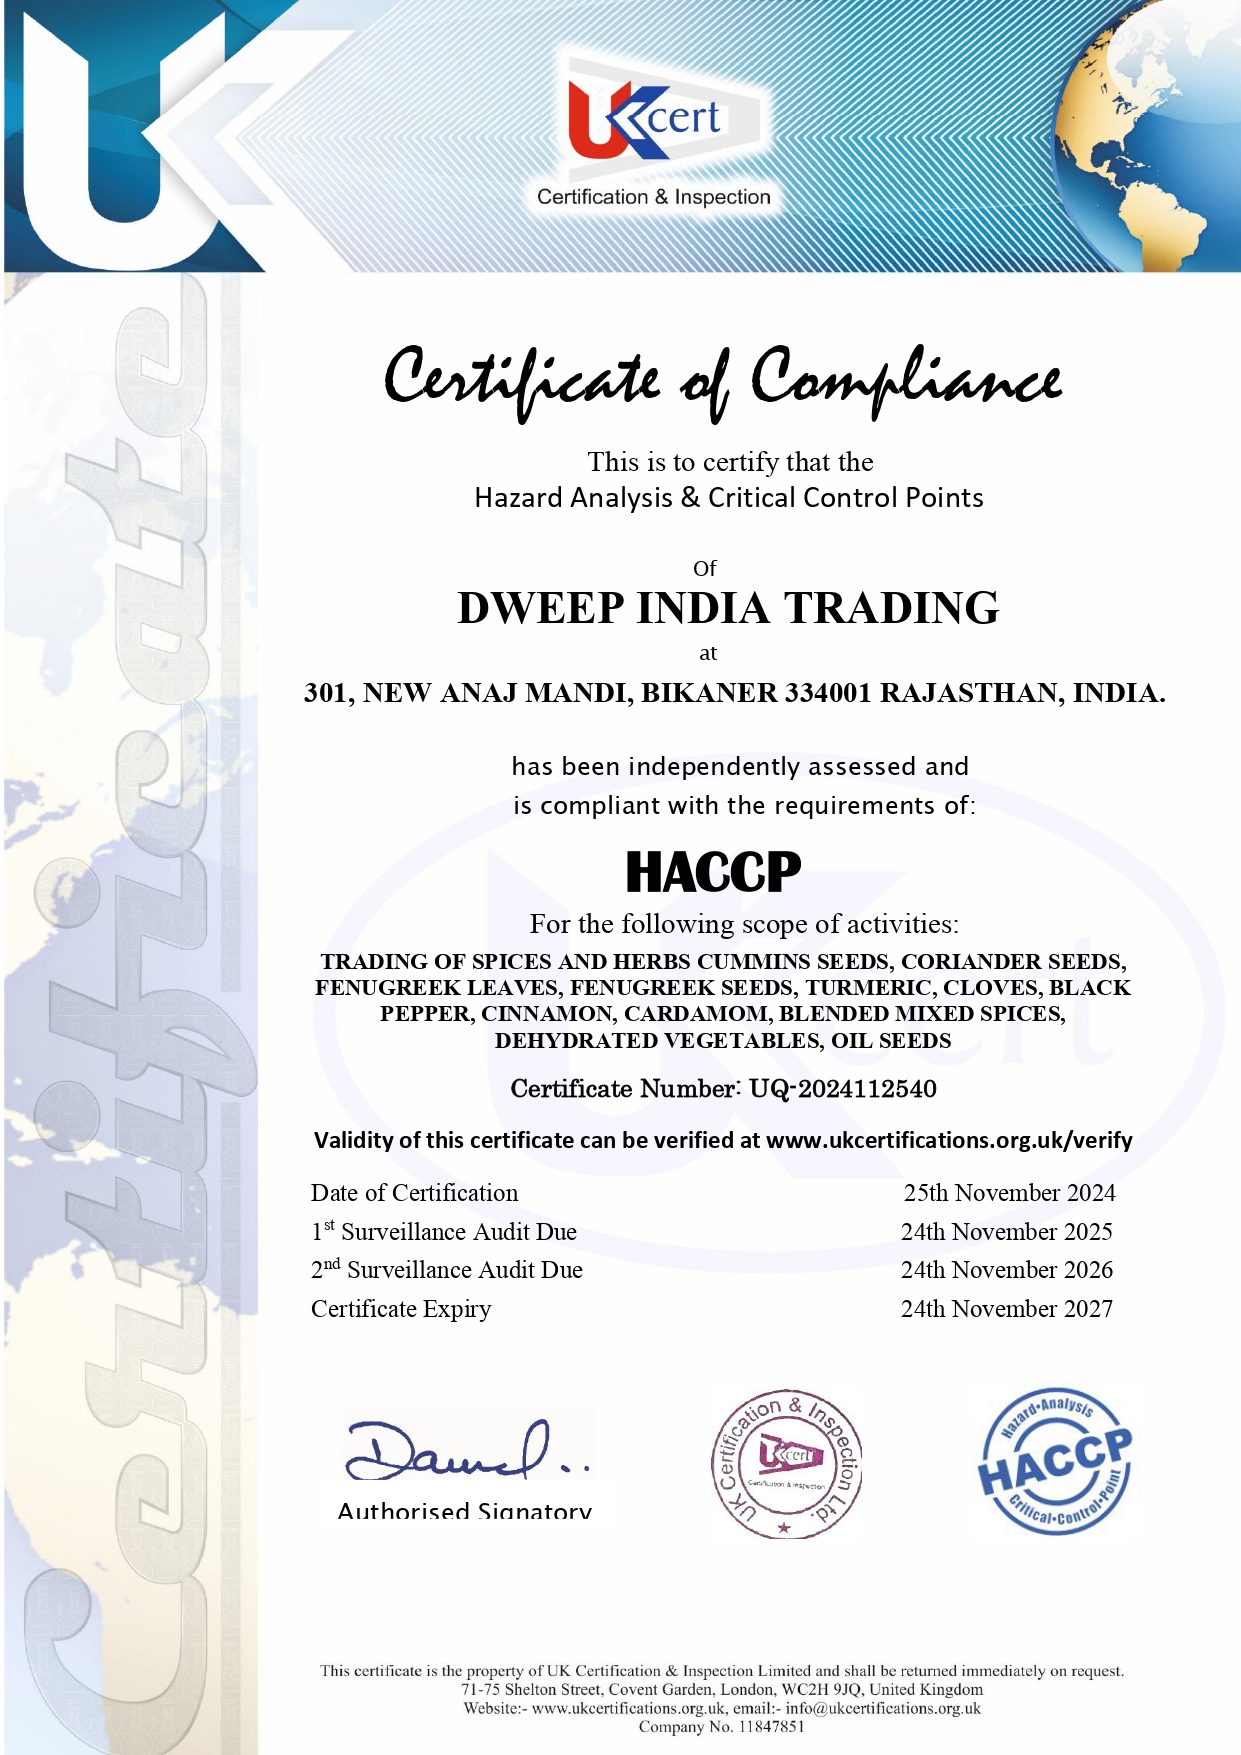 UK
UK cert
Certification & Inspection
Certificate
Certificate of Compliance
This is to certify that the
Hazard Analysis & Critical Control Points
Of
DWEEP INDIA TRADING
at
301, NEW ANAJ MANDI, BIKANER 334001 RAJASTHAN, INDIA.
has been independently assessed and
is compliant with the requirements of:
HACCP
For the following scope of activities:
TRADING OF SPICES AND HERBS CUMMINS SEEDS, CORIANDER SEEDS,
FENUGREEK LEAVES, FENUGREEK SEEDS, TURMERIC, CLOVES, BLACK
PEPPER, CINNAMON, CARDAMOM, BLENDED MIXED SPICES,
DEHYDRATED VEGETABLES, OIL SEEDS
Certificate Number: UQ-2024112540
Validity of this certificate can be verified at www.ukcertifications.org.uk/verify
Date of Certification 25th November 2024
1st Surveillance Audit Due 24th November 2025
2nd Surveillance Audit Due 24th November 2026
Certificate Expiry 24th November 2027
Authorised Signatory
UK Certification & Inspection Ltd.
UK cert
Certification & Inspection
Hazard•Analysis
HACCP
Critical•Control•Point
This certificate is the property of UK Certification & Inspection Limited and shall be returned immediately on request.
71-75 Shelton Street, Covent Garden, London, WC2H 9JQ, United Kingdom
Website:- www.ukcertifications.org.uk, email:- info@ukcertifications.org.uk
Company No. 11847851